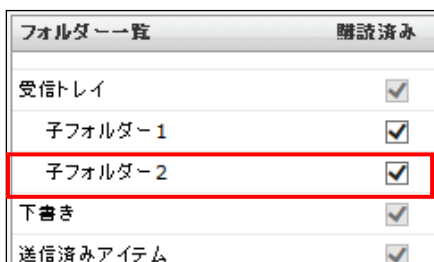 フォルダー一覧 購読済み
受信トレイ
子フォルダー1
子フォルダー2
下書き
送信済みアイテム